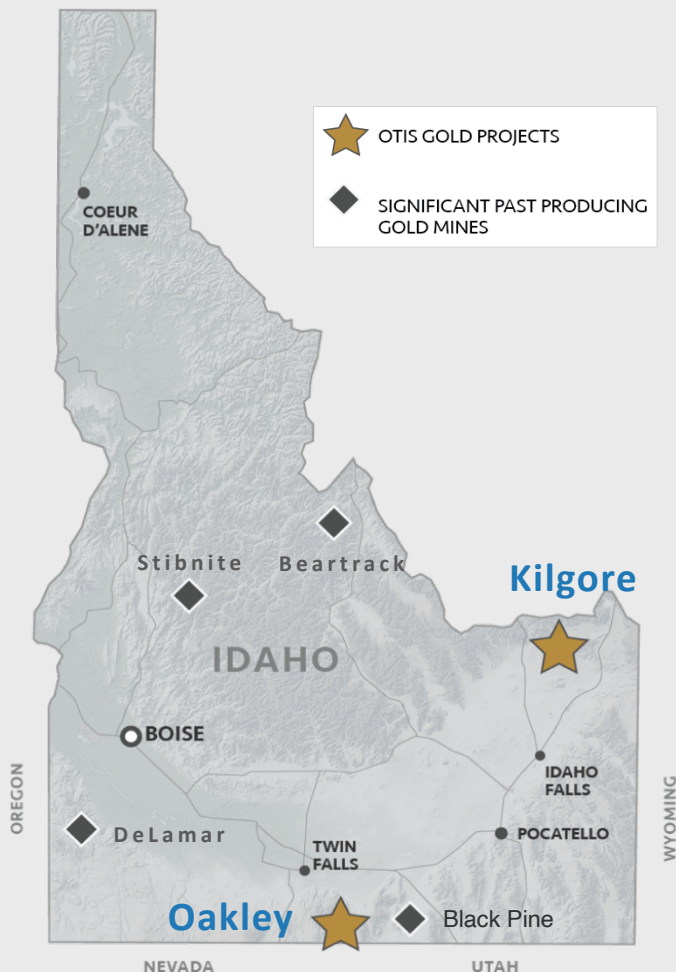 OTIS GOLD PROJECTS
SIGNIFICANT PAST PRODUCING
GOLD MINES
COEUR
D'ALENE
Stibnite
Beartrack
Kilgore
IDAHO
BOISE
OREGON
IDAHO
FALLS
WYOMING
DeLamar
POCATELLO
TWIN
FALLS
Oakley
Black Pine
NEVADA
UTAH